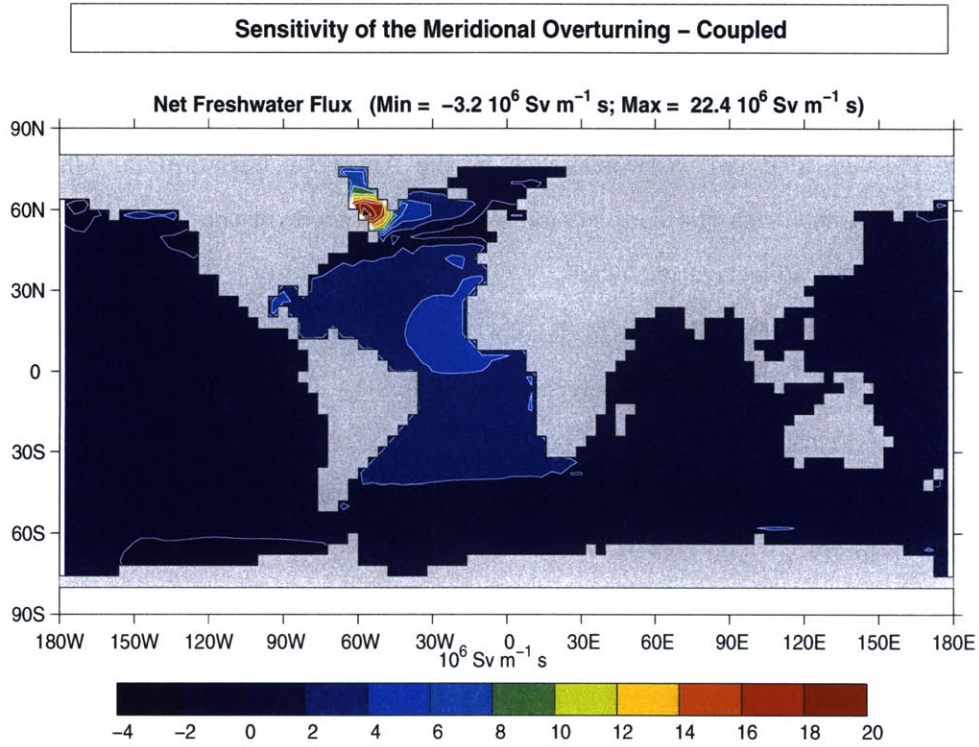 Sensitivity of the Meridional Overturning – Coupled
Net Freshwater Flux (Min = −3.2 10⁶ Sv m⁻¹ s; Max = 22.4 10⁶ Sv m⁻¹ s)
90N
60N
30N
0
30S
60S
90S
180W 150W 120W 90W 60W 30W 0 30E 60E 90E 120E 150E 180E
10⁶ Sv m⁻¹ s
−4 −2 0 2 4 6 8 10 12 14 16 18 20